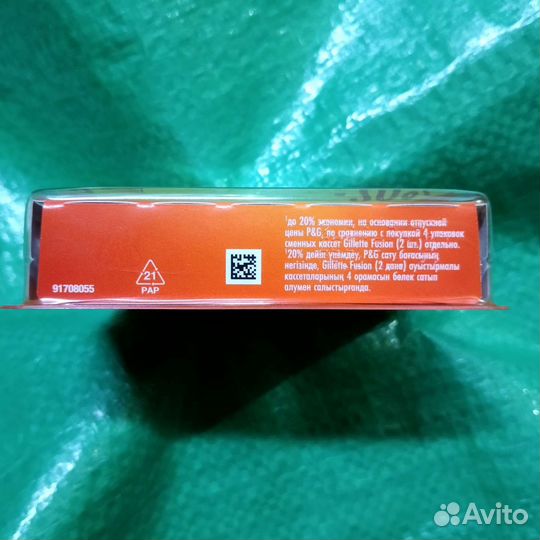 ¹до 20% экономии, на основании отпускной
цены P&G, по сравнению с покупкой 4 упаковок
сменных кассет Gillette Fusion (2 шт.) отдельно.
¹20% дейін үнемдеу, P&G сату бағасының
негізінде, Gillette Fusion (2 дана) ауыстырмалы
кассеталарының 4 орамасын бөлек сатып
алумен салыстырғанда.
21
PAP
91708055
Avito